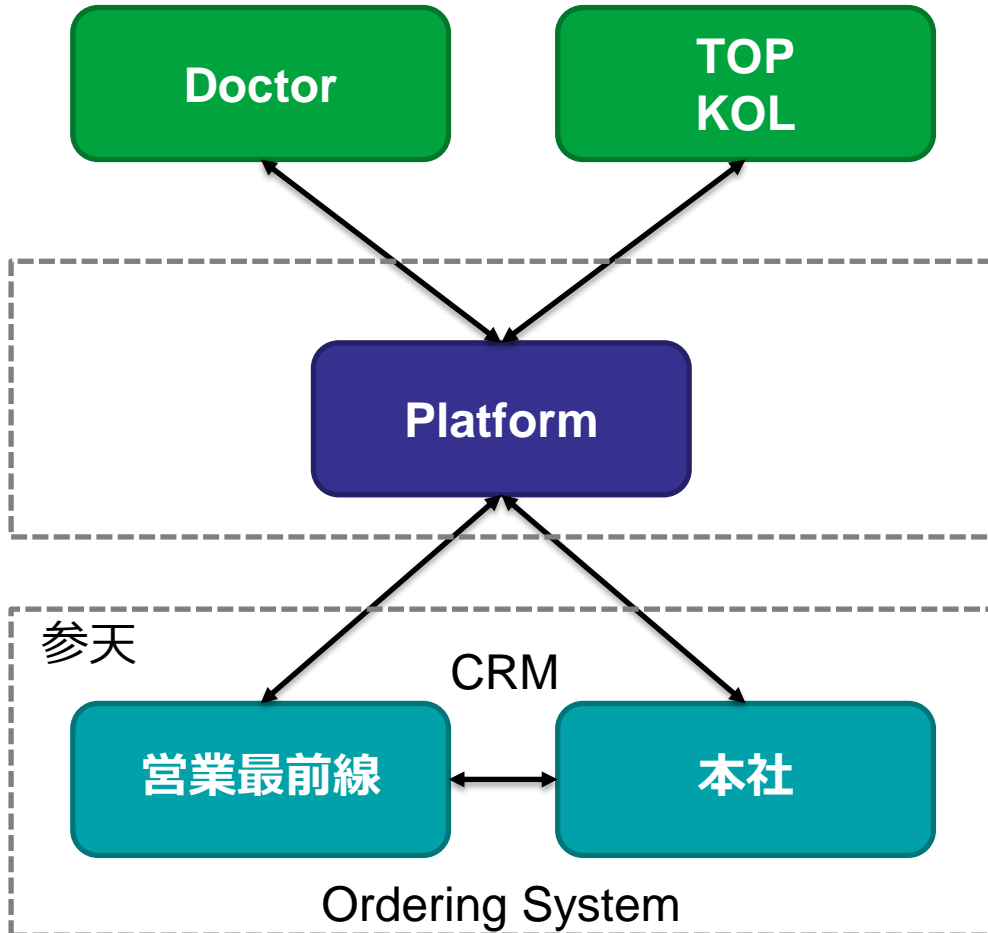 Doctor
TOP
KOL
Platform
参天
CRM
営業最前線
本社
Ordering System